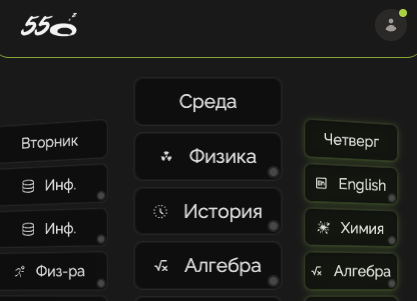 550 z
Среда
Физика
История
Алгебра
Вторник
Инф.
Инф.
Физ-ра
Четверг
English
Химия
Алгебра